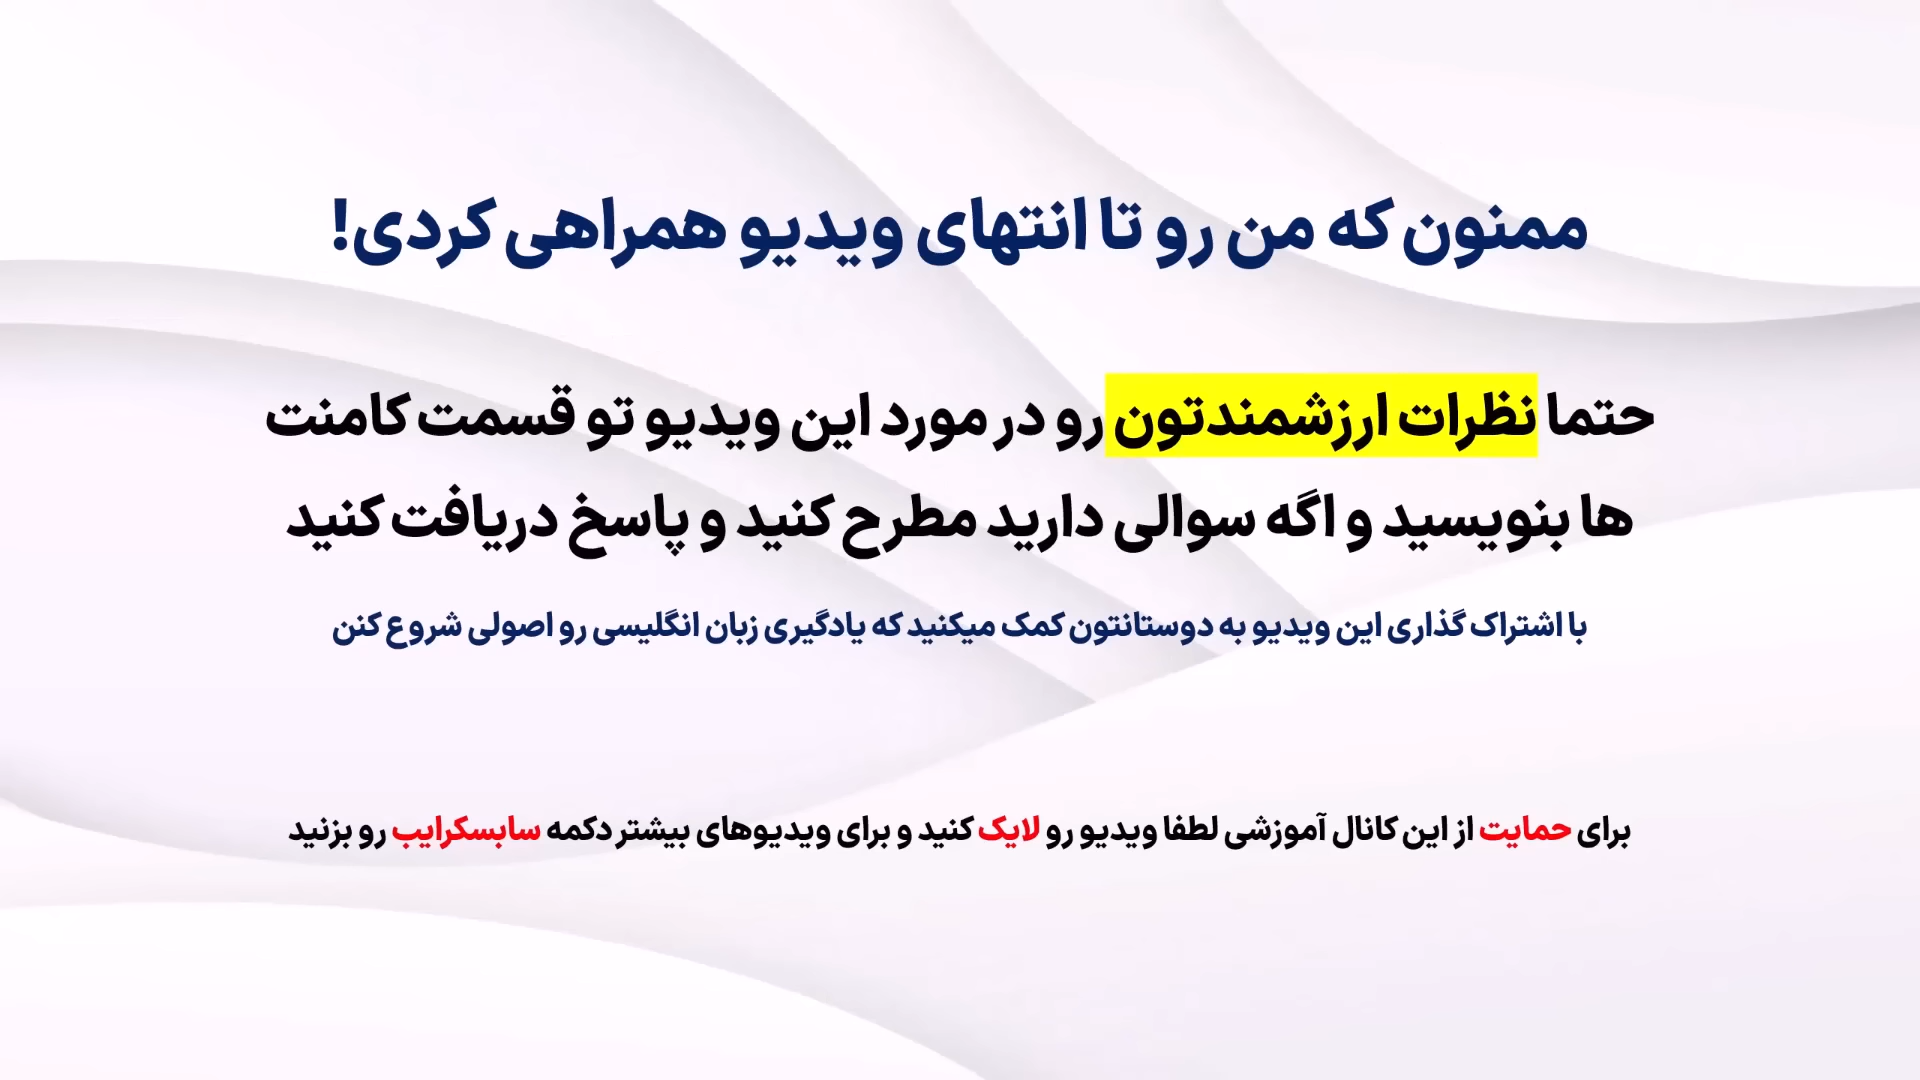 ممنون که من رو تا انتهای ویدیو همراهی کردی!
حتما نظرات ارزشمندتون رو در مورد این ویدیو تو قسمت کامنت
ها بنویسید و اگه سوالی دارید مطرح کنید و پاسخ دریافت کنید
با اشتراک گذاری این ویدیو به دوستانتون کمک میکنید که یادگیری زبان انگلیسی رو اصولی شروع کنن
برای حمایت از این کانال آموزشی لطفا ویدیو رو لایک کنید و برای ویدیوهای بیشتر دکمه سابسکرایب رو بزنید